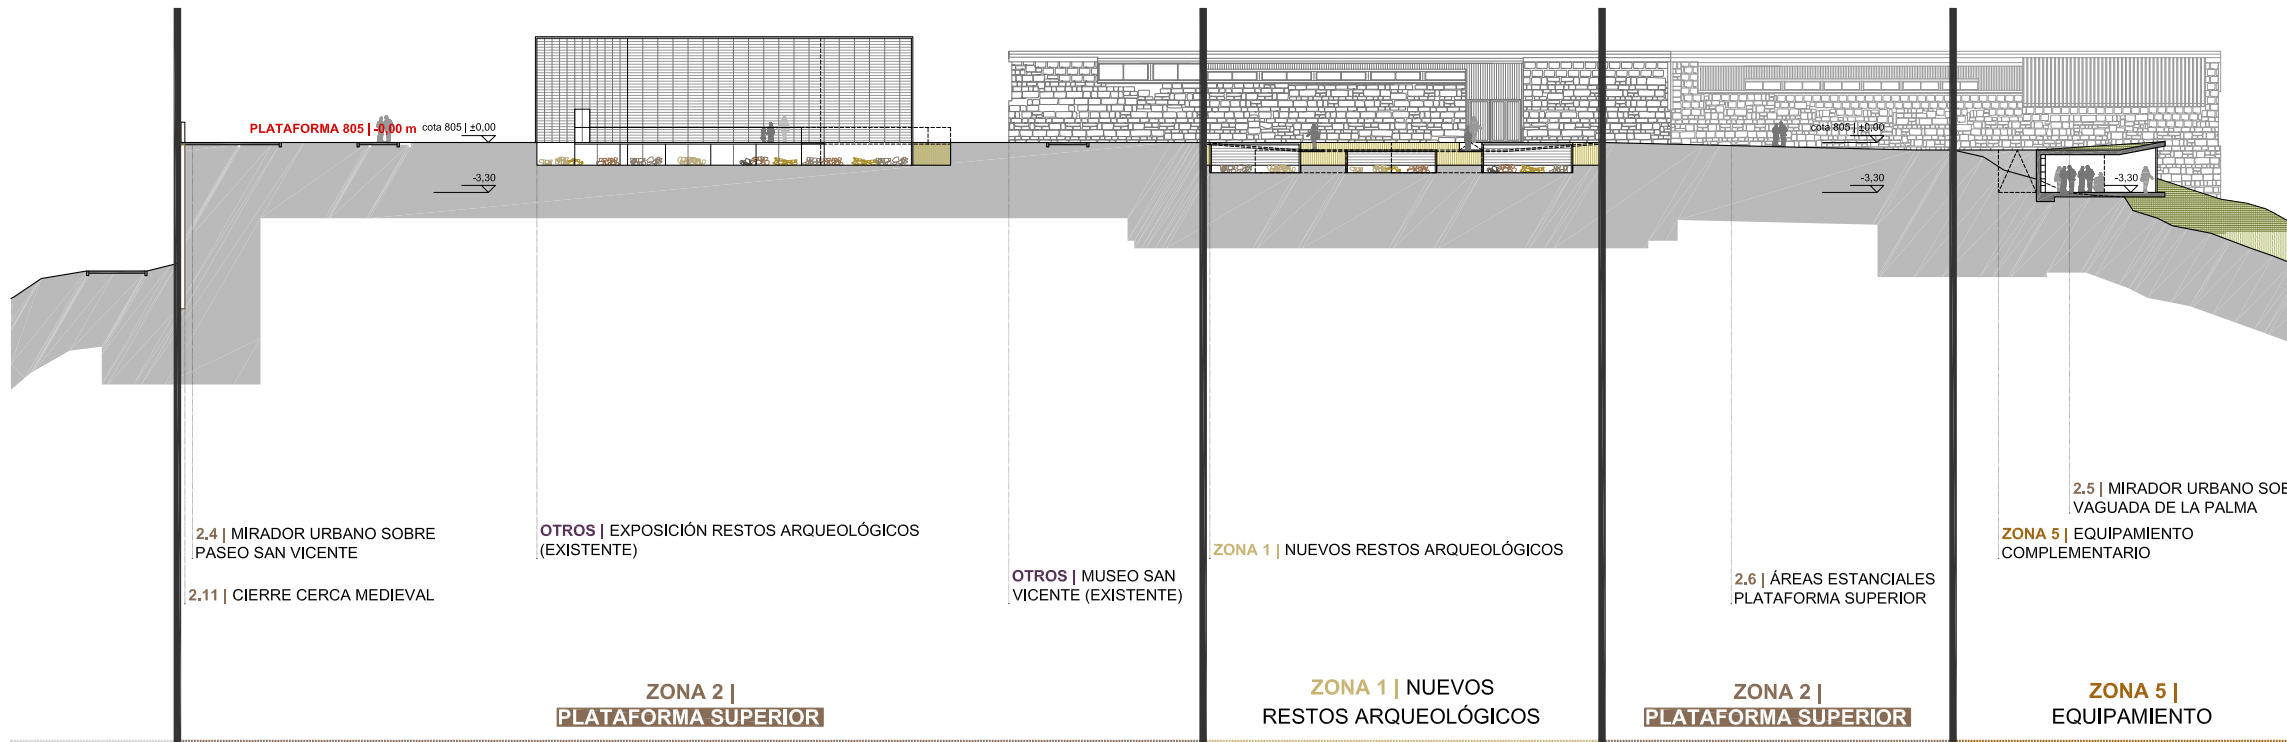 PLATAFORMA 805 | -0,00 m
cota 805 | ±0,00
-3,30
cota 805 | ±0,00
-3,30
-3,30
2.4 | MIRADOR URBANO SOBRE
PASEO SAN VICENTE
2.11 | CIERRE CERCA MEDIEVAL
OTROS | EXPOSICIÓN RESTOS ARQUEOLÓGICOS
(EXISTENTE)
OTROS | MUSEO SAN
VICENTE (EXISTENTE)
ZONA 1 | NUEVOS RESTOS ARQUEOLÓGICOS
2.6 | ÁREAS ESTANCIALES
PLATAFORMA SUPERIOR
2.5 | MIRADOR URBANO
VAGUADA DE LA PALMA
ZONA 5 | EQUIPAMIENTO
COMPLEMENTARIO
ZONA 2 |
PLATAFORMA SUPERIOR
ZONA 1 | NUEVOS
RESTOS ARQUEOLÓGICOS
ZONA 2 |
PLATAFORMA SUPERIOR
ZONA 5 |
EQUIPAMIENTO